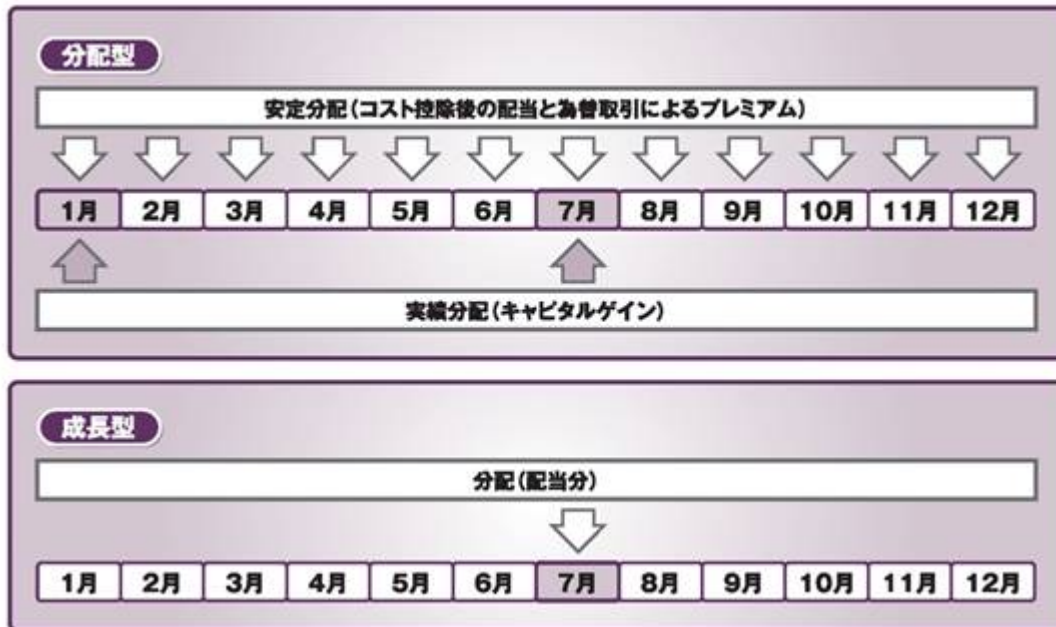 分配型
安定分配(コスト控除後の配当と為替取引によるプレミアム)
1月 2月 3月 4月 5月 6月 7月 8月 9月 10月 11月 12月
実績分配(キャピタルゲイン)
成長型
分配(配当分)
1月 2月 3月 4月 5月 6月 7月 8月 9月 10月 11月 12月